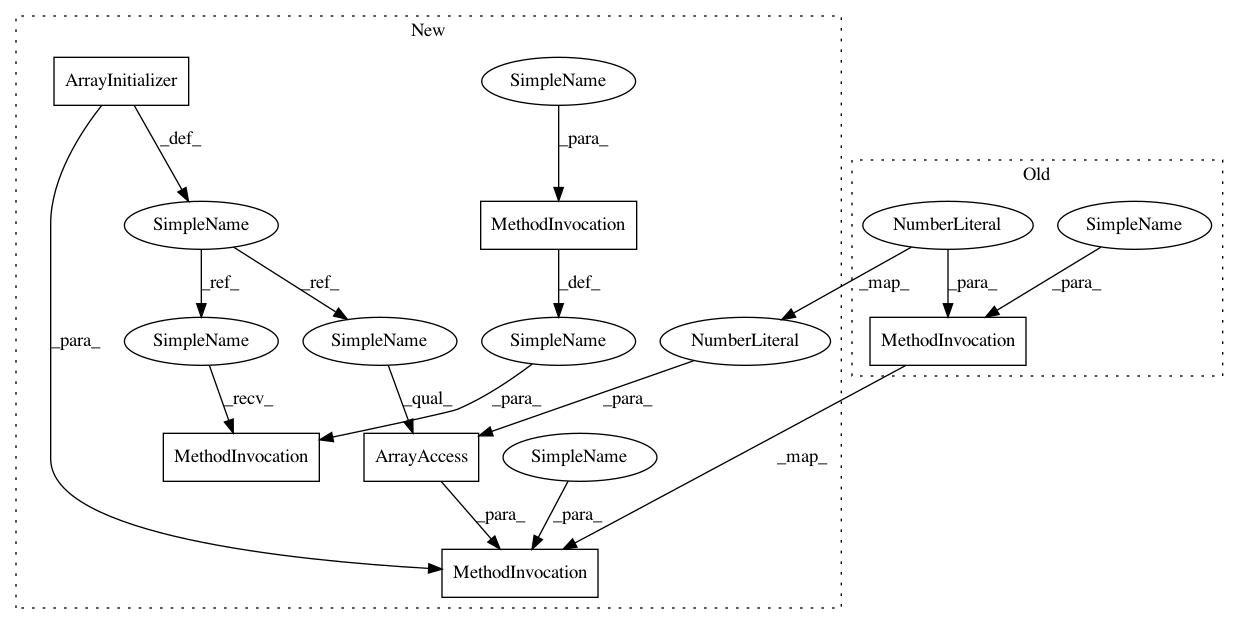 New
ArrayInitializer
SimpleName
_def_
_para_
Old
SimpleName
MethodInvocation
NumberLiteral
SimpleName
_ref_
_ref_
_def_
_map_
_para_
_para_
_para_
SimpleName
SimpleName
SimpleName
NumberLiteral
MethodInvocation
_recv_
_qual_
_para_
_para_
MethodInvocation
ArrayAccess
SimpleName
_map_
_para_
_para_
MethodInvocation